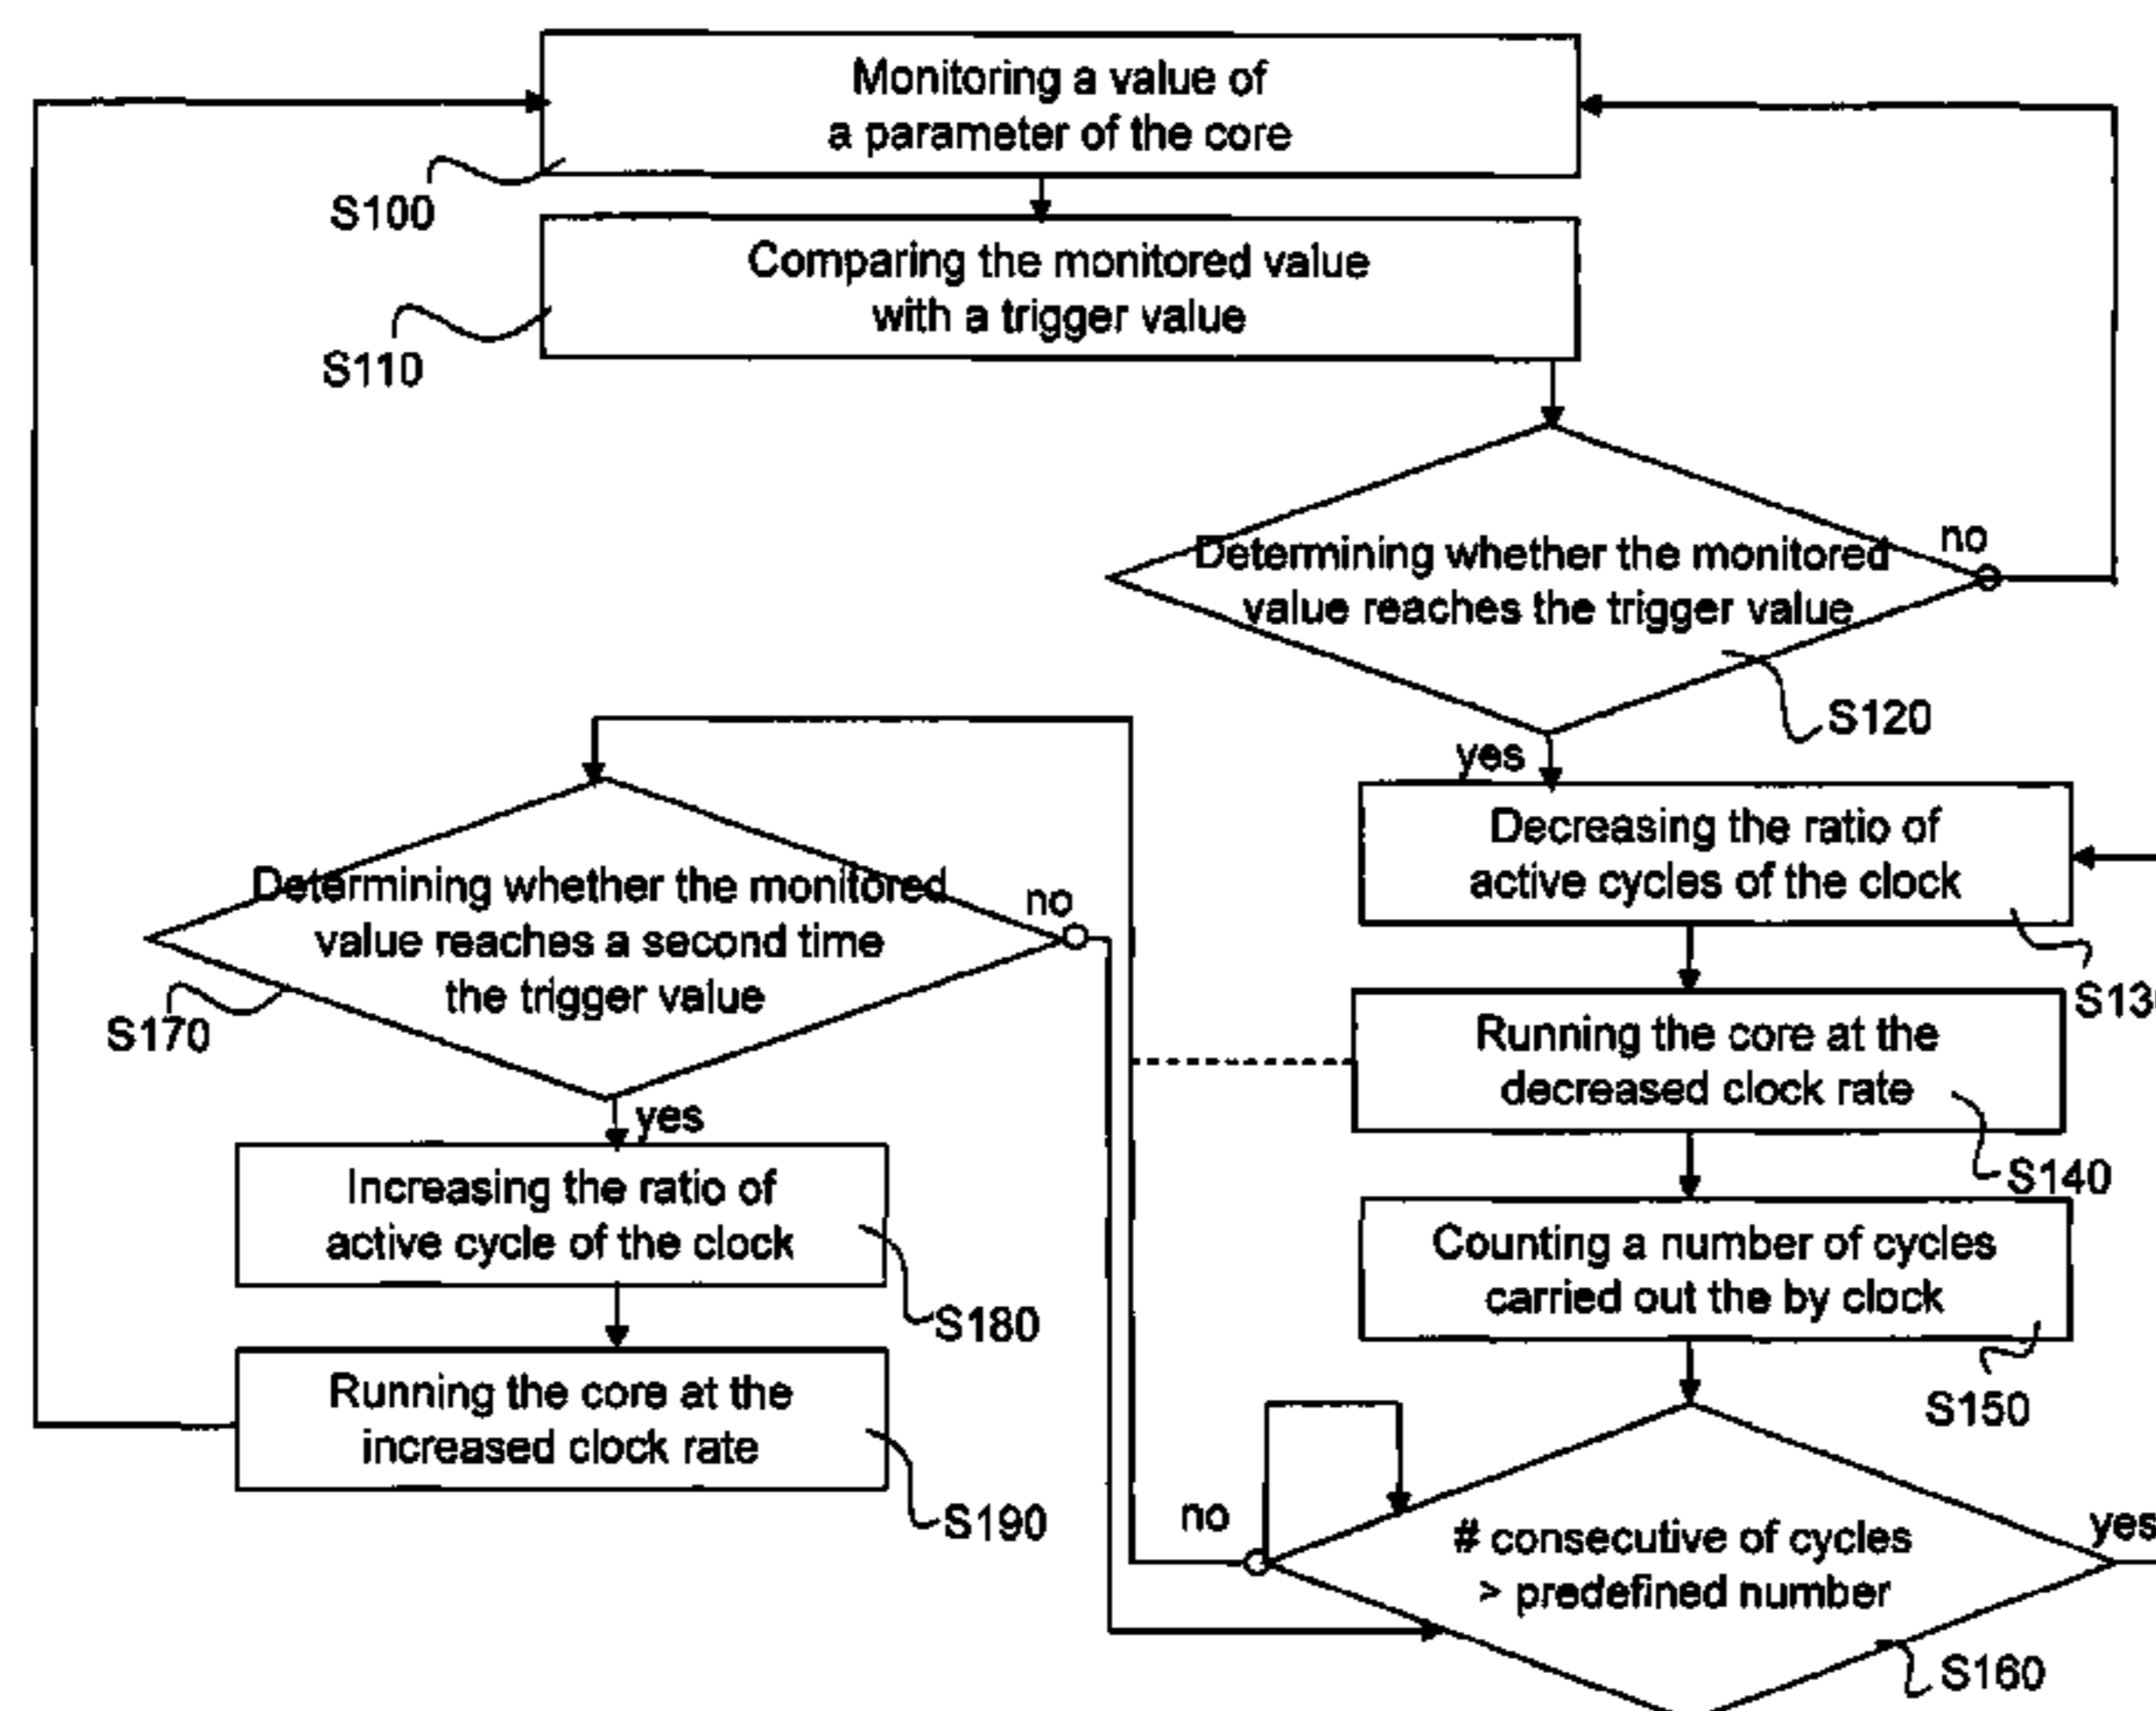 Monitoring a value of
a parameter of the core
S100
Comparing the monitored value
with a trigger value
S110
Determining whether the monitored
value reaches the trigger value
no
S120
yes
Decreasing the ratio of
active cycles of the clock
S13
Determining whether the monitored
value reaches a second time
the trigger value
no
S170
yes
Running the core at the
decreased clock rate
S140
Increasing the ratio of
active cycle of the clock
S180
Counting a number of cycles
carried out the by clock
S150
Running the core at the
increased clock rate
S190
no
# consecutive of cycles
> predefined number
yes
S160